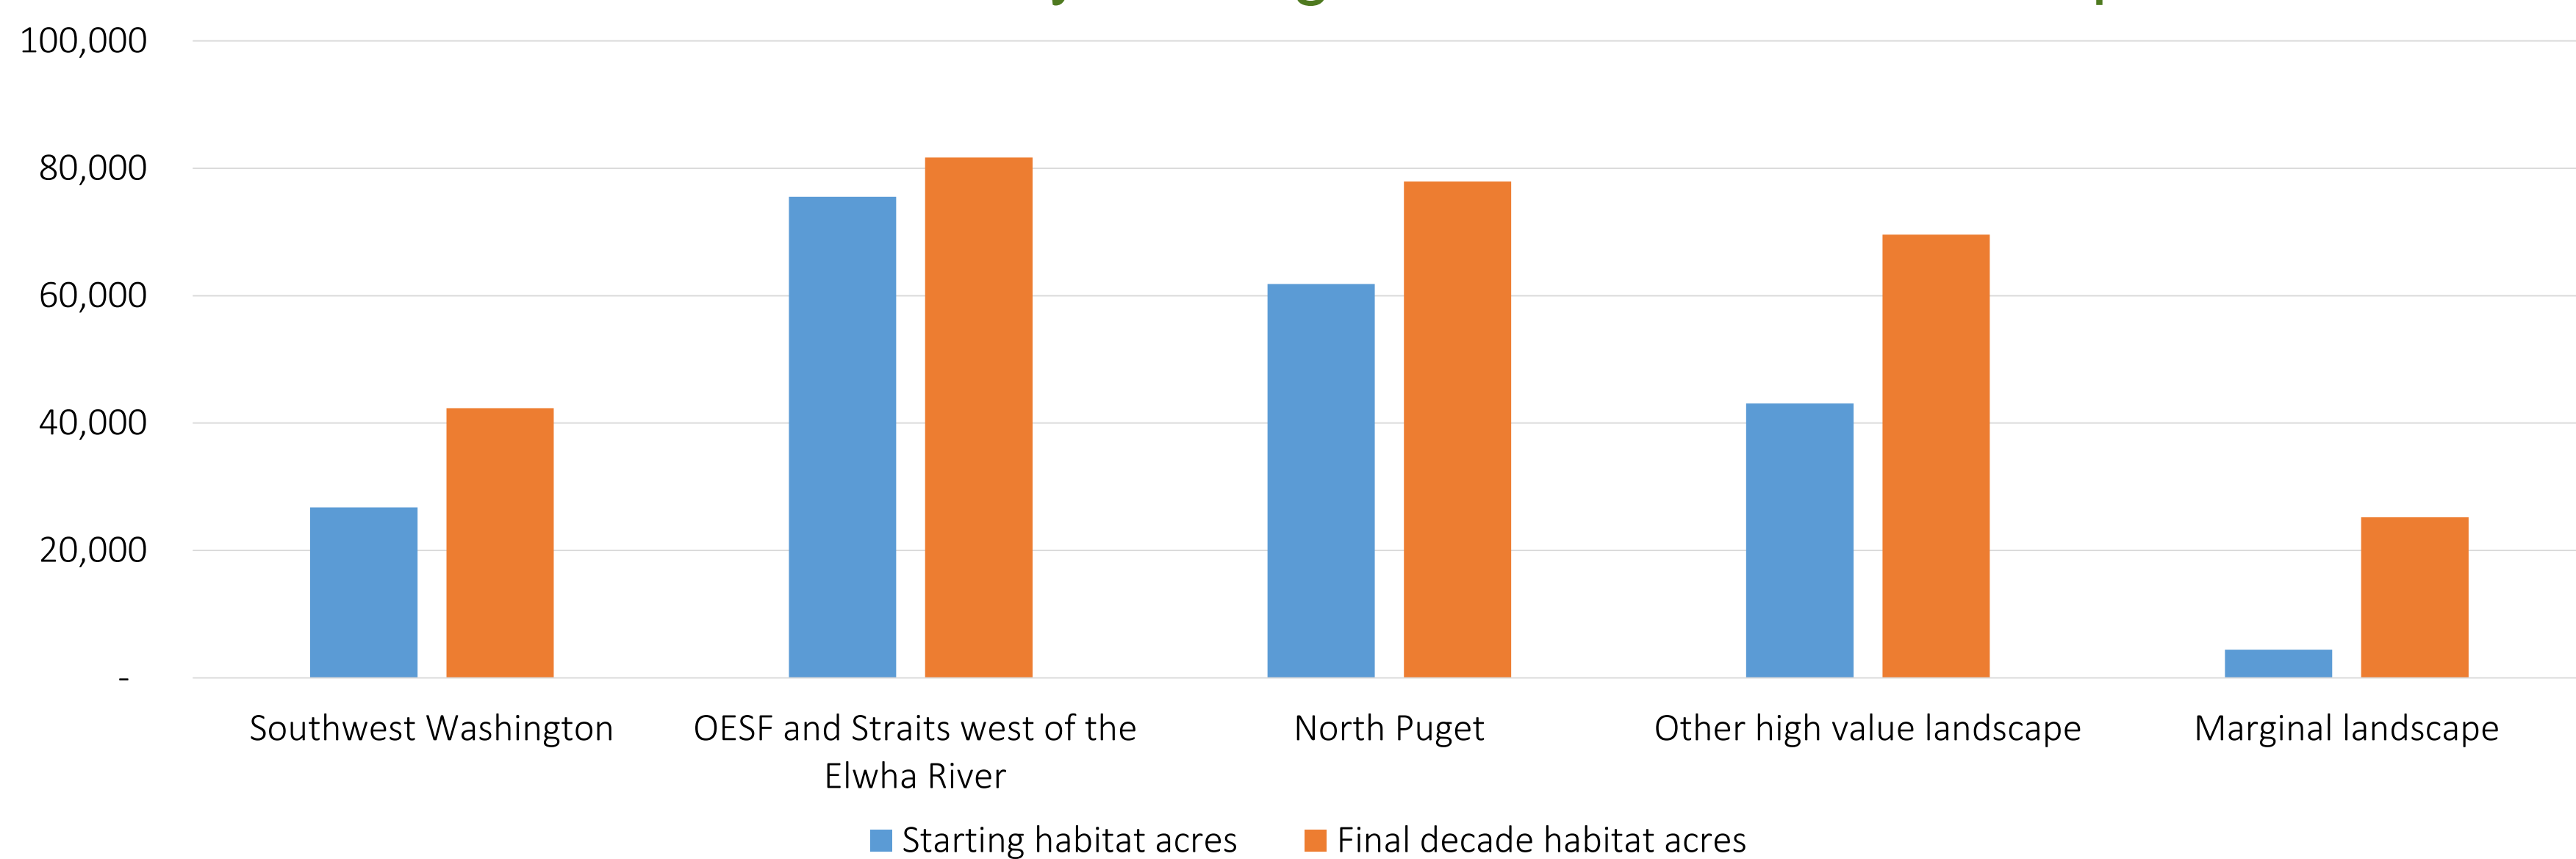 100,000
80,000
60,000
40,000
20,000
-
Southwest Washington
OESF and Straits west of the
Elwha River
North Puget
Other high value landscape
Marginal landscape
Starting habitat acres
Final decade habitat acres